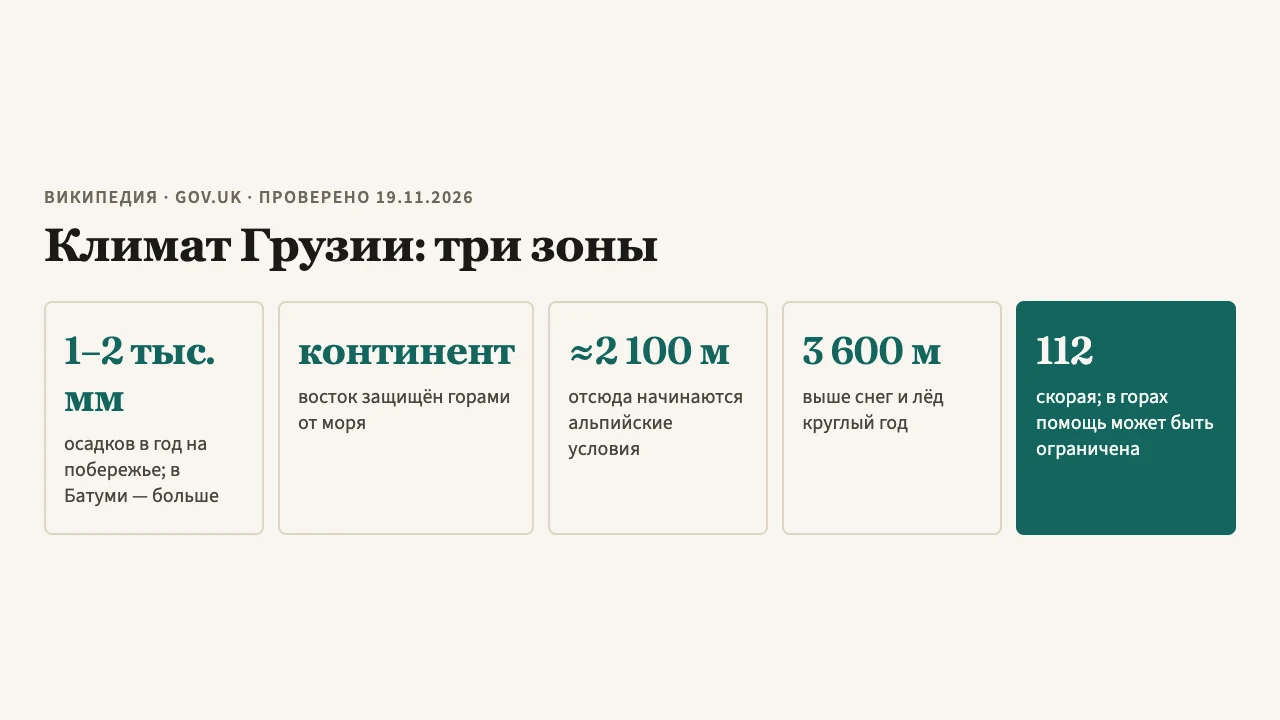 ВИКИПЕДИЯ · GOV.UK · ПРОВЕРЕНО 19.11.2026
Климат Грузии: три зоны
1–2 тыс.
мм
осадков в год на
побережье; в
Батуми — больше
континент
восток защищён горами
от моря
≈2 100 м
отсюда начинаются
альпийские
условия
3 600 м
выше снег и лёд
круглый год
112
скорая; в горах
помощь может быть
ограничена